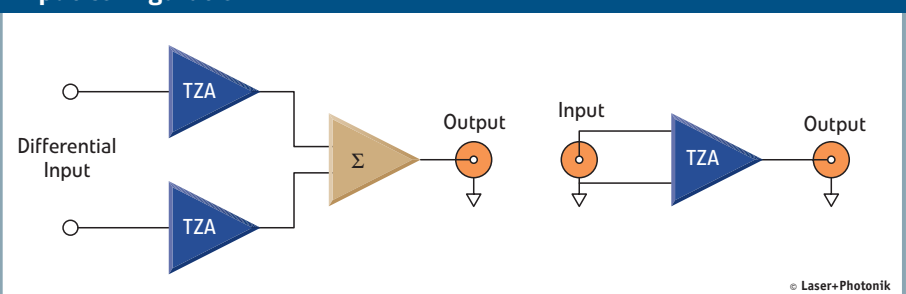 TZA
Differential
Input
Σ
Output
TZA
Input
TZA
Output
© Laser+Photonik